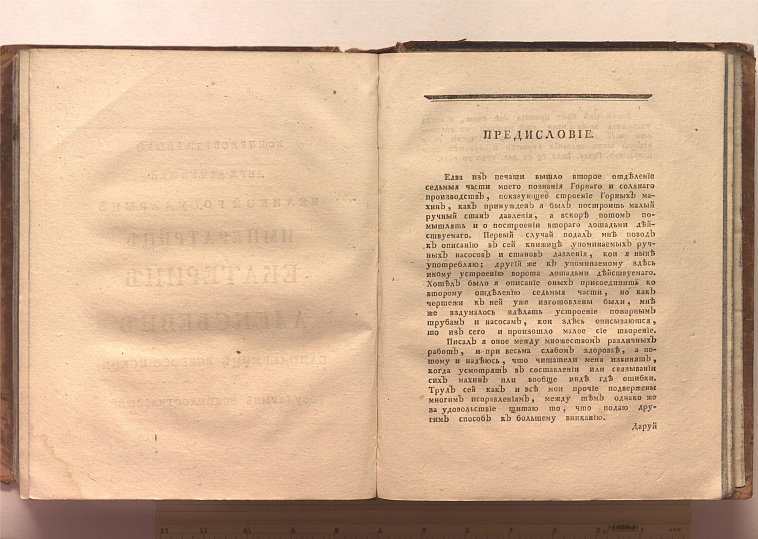 ПРЕДИСЛОВІЕ.
Едва изЪ печати вышло второе отдѣленіе
седьмыя части моего познанія Горнаго и солянаго
производствЪ, показующее строеніе ГорныхЪ ма-
хинЪ, какЪ принужденЪ я былЪ построить малый
ручный станЪ давленія, а вскорѣ потомЪ по-
мышлять и о построеніи втораго лошадьми дѣй-
ствуемаго. Первый случай подалЪ мнѣ поводЪ
кЪ описанію вЪ сей книжицѣ упоминаемыхЪ руч-
ныхЪ насосовЪ и становЪ давленія, кои я нынѣ
употребляю; другій же кЪ упоминаемому здѣсь
иному устроенію ворота лошадьми дѣйствуемаго.
ХотѣлЪ было я описаніе оныхЪ присоединить ко
второму отдѣленію седьмыя части, но какЪ
чертежи кЪ ней уже изготовлены были, мнѣ
же вздумалось здѣлать устроеніе пожарнымЪ
трубамЪ и насосамЪ, кои здѣсь описываются,
то изЪ сего и произошло малое сіе твореніе.
ПисалЪ я оное между множествомЪ различныхЪ
работЪ, и при весьма слабомЪ здоровьѣ, а по-
тому и надѣюсь, что читатели меня извинятЪ,
когда усмотрятЪ вЪ составленіи или связываніи
сихЪ махинЪ или вообще индѣ гдѣ ошибки.
ТрудЪ сей какЪ и всѣ мои прочіе подвержены
многимЪ исправленіямЪ, между тѣмЪ однако же
за удовольствіе щитаю то, что подаю дру-
гимЪ способЪ кЪ большему вниканію.
Даруй